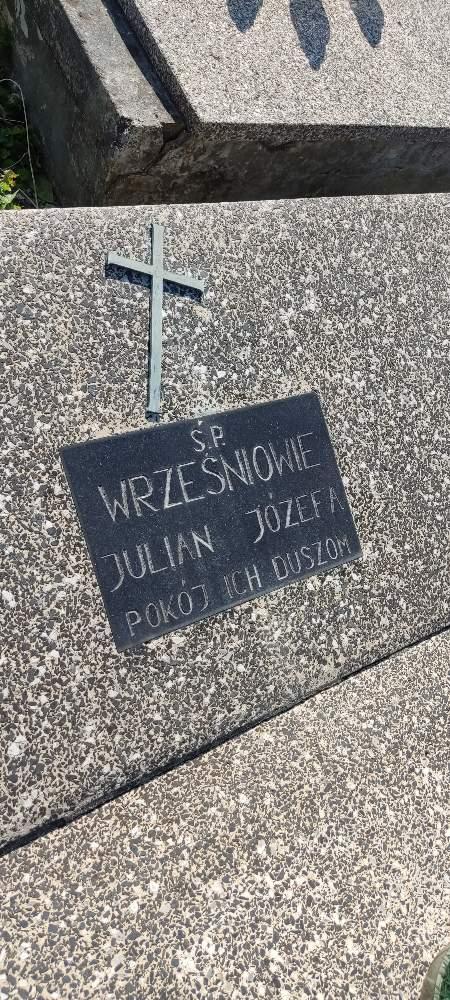 Ś.P.
WRZEŚNIOWIE
JULIAN JÓZEFA
POKÓJ ICH DUSZOM